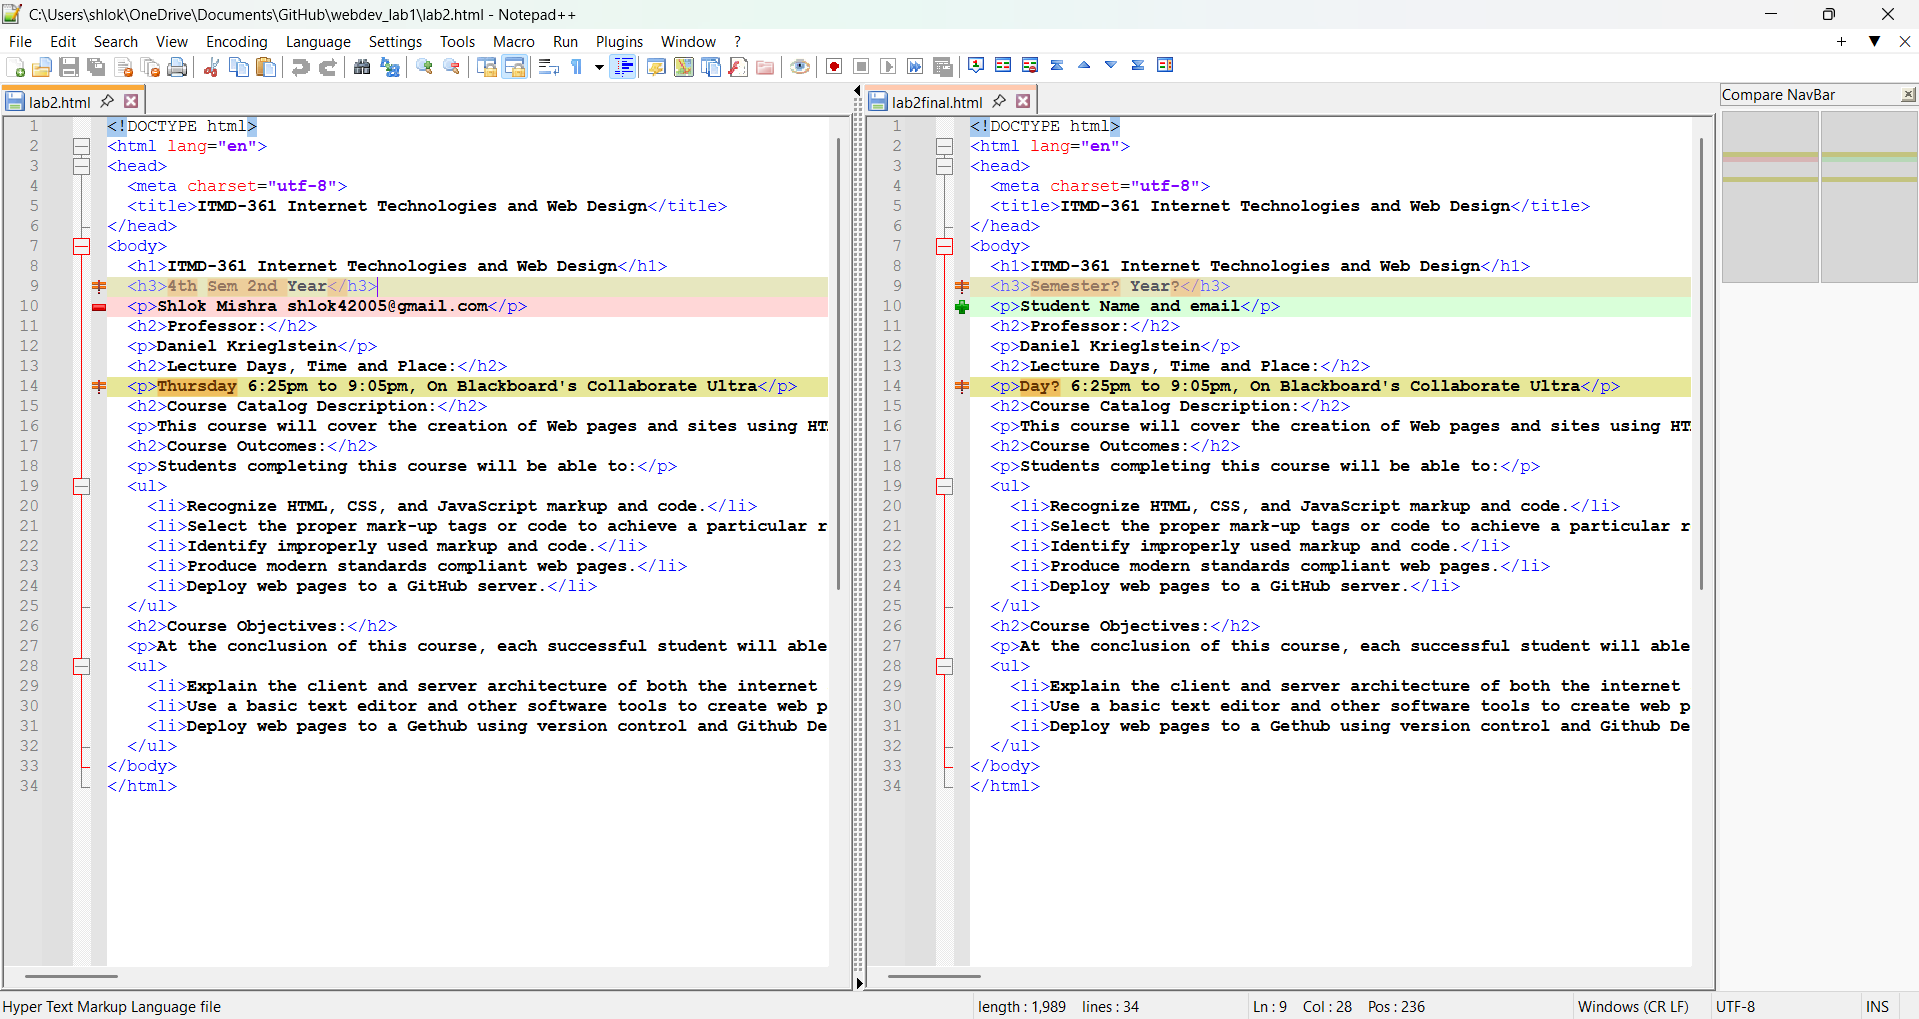 C:\Users\shlok\OneDrive\Documents\GitHub\webdev_lab1\lab2.html - Notepad++
File Edit Search View Encoding Language Settings Tools Macro Run Plugins Window ?
lab2.html
1 <!DOCTYPE html>
2 <html lang="en">
3 <head>
4 <meta charset="utf-8">
5 <title>ITMD-361 Internet Technologies and Web Design</title>
6 </head>
7 <body>
8 <h1>ITMD-361 Internet Technologies and Web Design</h1>
9 <h3>4th Sem 2nd Year</h3>
10 <p>Shlok Mishra shlok42005@gmail.com</p>
11 <h2>Professor:</h2>
12 <p>Daniel Krieglstein</p>
13 <h2>Lecture Days, Time and Place:</h2>
14 <p>Thursday 6:25pm to 9:05pm, On Blackboard's Collaborate Ultra</p>
15 <h2>Course Catalog Description:</h2>
16 <p>This course will cover the creation of Web pages and sites using HT
17 <h2>Course Outcomes:</h2>
18 <p>Students completing this course will be able to:</p>
19 <ul>
20 <li>Recognize HTML, CSS, and JavaScript markup and code.</li>
21 <li>Select the proper mark-up tags or code to achieve a particular r
22 <li>Identify improperly used markup and code.</li>
23 <li>Produce modern standards compliant web pages.</li>
24 <li>Deploy web pages to a GitHub server.</li>
25 </ul>
26 <h2>Course Objectives:</h2>
27 <p>At the conclusion of this course, each successful student will able
28 <ul>
29 <li>Explain the client and server architecture of both the internet
30 <li>Use a basic text editor and other software tools to create web p
31 <li>Deploy web pages to a Gethub using version control and Github De
32 </ul>
33 </body>
34 </html>
lab2final.html
1 <!DOCTYPE html>
2 <html lang="en">
3 <head>
4 <meta charset="utf-8">
5 <title>ITMD-361 Internet Technologies and Web Design</title>
6 </head>
7 <body>
8 <h1>ITMD-361 Internet Technologies and Web Design</h1>
9 <h3>Semester? Year?</h3>
10 <p>Student Name and email</p>
11 <h2>Professor:</h2>
12 <p>Daniel Krieglstein</p>
13 <h2>Lecture Days, Time and Place:</h2>
14 <p>Day? 6:25pm to 9:05pm, On Blackboard's Collaborate Ultra</p>
15 <h2>Course Catalog Description:</h2>
16 <p>This course will cover the creation of Web pages and sites using HT
17 <h2>Course Outcomes:</h2>
18 <p>Students completing this course will be able to:</p>
19 <ul>
20 <li>Recognize HTML, CSS, and JavaScript markup and code.</li>
21 <li>Select the proper mark-up tags or code to achieve a particular r
22 <li>Identify improperly used markup and code.</li>
23 <li>Produce modern standards compliant web pages.</li>
24 <li>Deploy web pages to a GitHub server.</li>
25 </ul>
26 <h2>Course Objectives:</h2>
27 <p>At the conclusion of this course, each successful student will able
28 <ul>
29 <li>Explain the client and server architecture of both the internet
30 <li>Use a basic text editor and other software tools to create web p
31 <li>Deploy web pages to a Gethub using version control and Github De
32 </ul>
33 </body>
34 </html>
Compare NavBar
Hyper Text Markup Language file
length : 1,989 lines : 34
Ln : 9 Col : 28 Pos : 236
Windows (CR LF)
UTF-8
INS